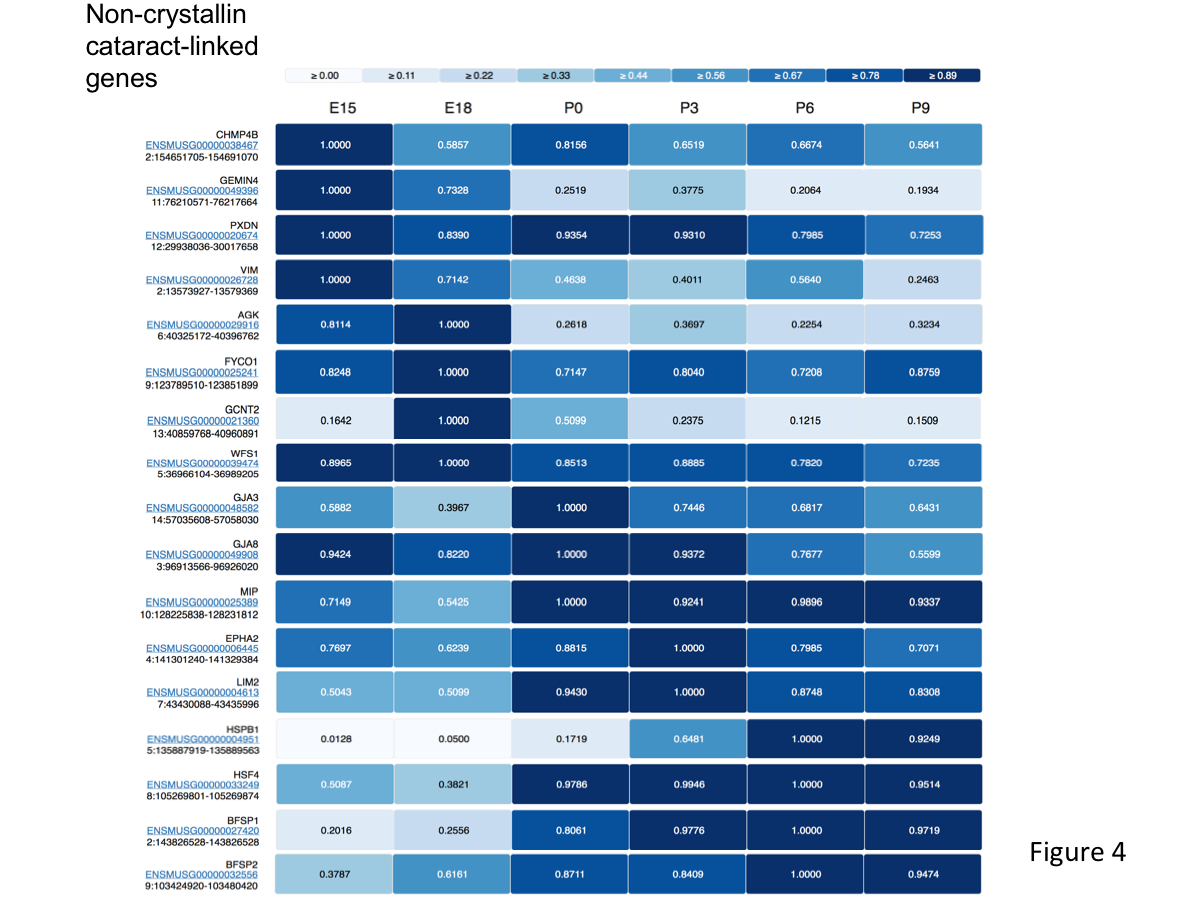 Non-crystallin
cataract-linked
genes
≥ 0.00 ≥ 0.11 ≥ 0.22 ≥ 0.33 ≥ 0.44 ≥ 0.56 ≥ 0.67 ≥ 0.78 ≥ 0.89
E15 E18 P0 P3 P6 P9
CHMP4B
ENSMUSG00000038467 1.0000 0.5857 0.8156 0.6519 0.6674 0.5641
2:154651705-154691070
GEMIN4
ENSMUSG00000049396 1.0000 0.7328 0.2519 0.3775 0.2064 0.1934
11:76210571-76217664
PXDN
ENSMUSG00000020674 1.0000 0.8390 0.9354 0.9310 0.7985 0.7253
12:29938036-30017658
VIM
ENSMUSG00000026728 1.0000 0.7142 0.4638 0.4011 0.5640 0.2463
2:13573927-13579369
AGK
ENSMUSG00000029916 0.8114 1.0000 0.2618 0.3697 0.2254 0.3234
6:40325172-40396762
FYCO1
ENSMUSG00000025241 0.8248 1.0000 0.7147 0.8040 0.7208 0.8759
9:123789510-123851899
GCNT2
ENSMUSG00000021360 0.1642 1.0000 0.5099 0.2375 0.1215 0.1509
13:40859768-40960891
WFS1
ENSMUSG00000039474 0.8965 1.0000 0.8513 0.8885 0.7820 0.7235
5:36966104-36989205
GJA3
ENSMUSG00000048582 0.5882 0.3967 1.0000 0.7446 0.6817 0.6431
14:57035608-57058030
GJA8
ENSMUSG00000049908 0.9424 0.8220 1.0000 0.9372 0.7677 0.5599
3:96913566-96926020
MIP
ENSMUSG00000025389 0.7149 0.5425 1.0000 0.9241 0.9896 0.9337
10:128225838-128231812
EPHA2
ENSMUSG00000006445 0.7697 0.6239 0.8815 1.0000 0.7985 0.7071
4:141301240-141329384
LIM2
ENSMUSG00000004613 0.5043 0.5099 0.9430 1.0000 0.8748 0.8308
7:43430088-43435996
HSPB1
ENSMUSG00000004951 0.0128 0.0500 0.1719 0.6481 1.0000 0.9249
5:135887919-135889563
HSF4
ENSMUSG00000033249 0.5087 0.3821 0.9786 0.9946 1.0000 0.9514
8:105269801-105269874
BFSP1
ENSMUSG00000027420 0.2016 0.2556 0.8061 0.9776 1.0000 0.9719
2:143826528-143826528
BFSP2
ENSMUSG00000032556 0.3787 0.6161 0.8711 0.8409 1.0000 0.9474
9:103424920-103480420
Figure 4